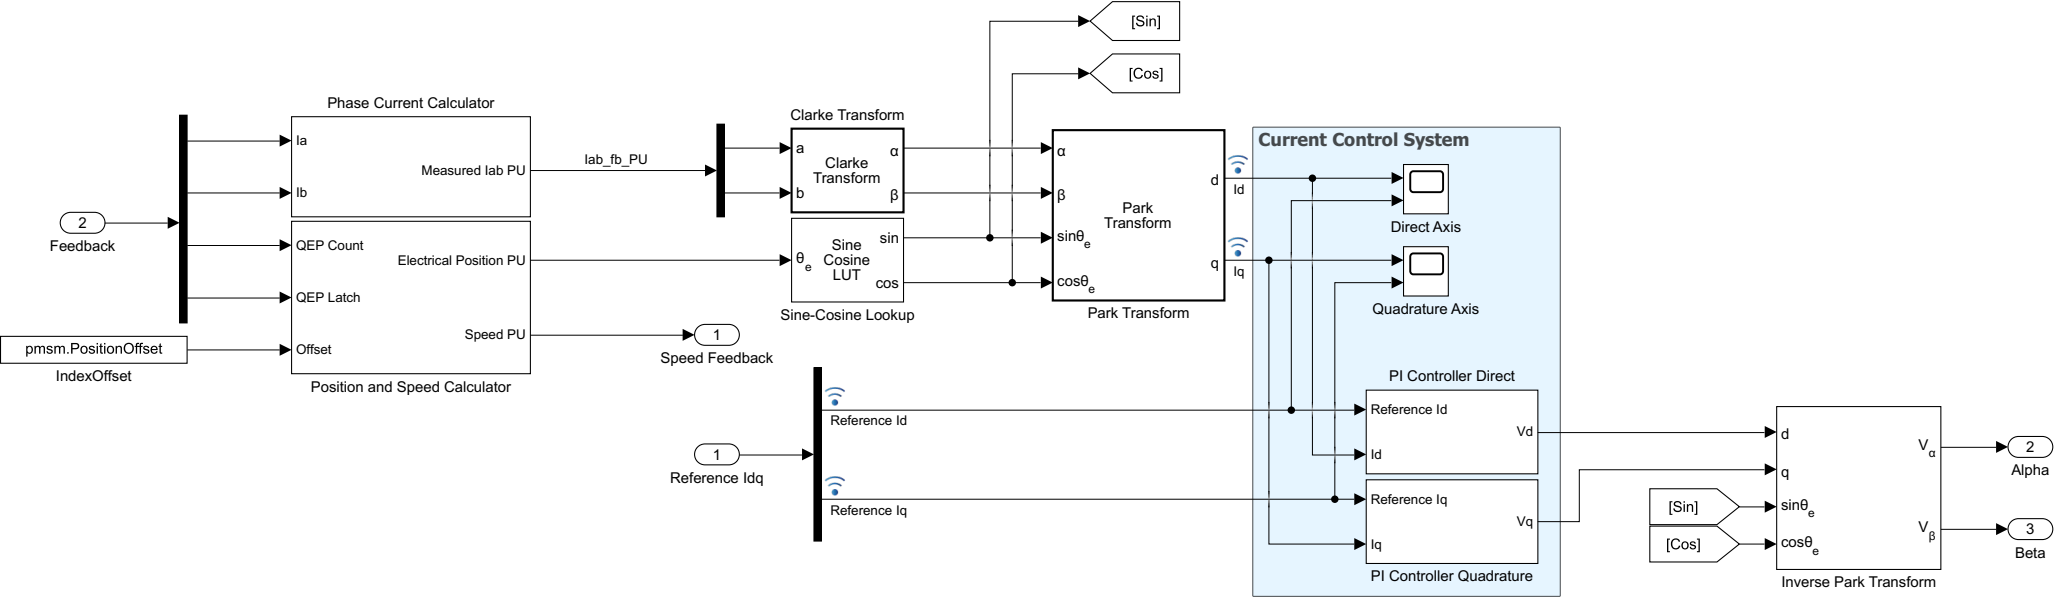 [Sin]
[Cos]
Phase Current Calculator
Ia
Ib
Measured Iab PU
Iab_fb_PU
2
Feedback
QEP Count
QEP Latch
Offset
Electrical Position PU
Speed PU
Position and Speed Calculator
pmsm.PositionOffset
IndexOffset
1
Speed Feedback
Clarke Transform
a
b
Clarke
Transform
α
β
θe
Sine
Cosine
LUT
sin
cos
Sine-Cosine Lookup
α
β
sinθe
cosθe
Park
Transform
d
q
Park Transform
Id
Iq
Current Control System
Direct Axis
Quadrature Axis
1
Reference Idq
Reference Id
Reference Iq
PI Controller Direct
Reference Id
Id
Vd
Reference Iq
Iq
Vq
PI Controller Quadrature
[Sin]
[Cos]
d
q
sinθe
cosθe
Vα
Vβ
Inverse Park Transform
2
Alpha
3
Beta